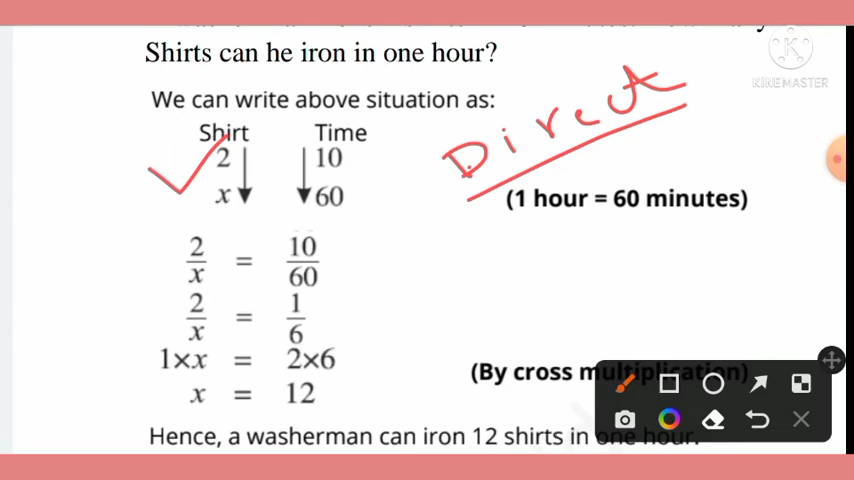 Shirts can he iron in one hour?
KINEMASTER
We can write above situation as:
Direct
Shirt Time
2 10
x 60
(1 hour = 60 minutes)
2/x = 10/60
2/x = 1/6
1×x = 2×6
x = 12
(By cross multiplication)
Hence, a washerman can iron 12 shirts in one hour.